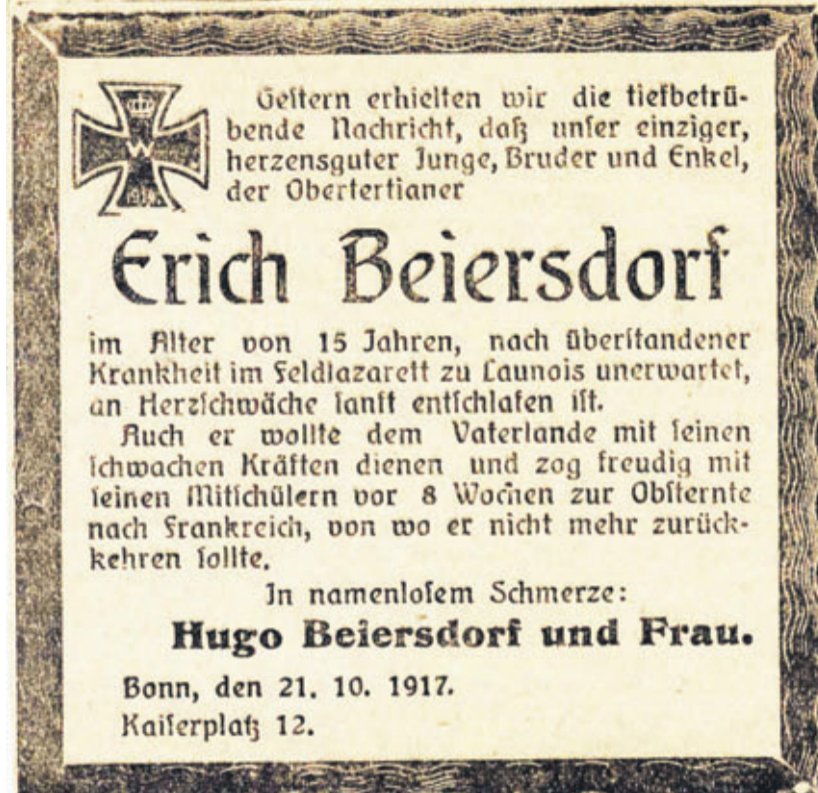 W
1914
Gestern erhielten wir die tiefbetrü-
bende Nachricht, daß unser einziger,
herzensguter Junge, Bruder und Enkel,
der Obertertianer
Erich Beiersdorf
im Alter von 15 Jahren, nach überstandener
Krankheit im Feldlazarett zu Launois unerwartet,
an Herzschwäche sanft entschlafen ist.
Auch er wollte dem Vaterlande mit seinen
schwachen Kräften dienen und zog freudig mit
seinen Mitschülern vor 8 Wochen zur Obsternte
nach Frankreich, von wo er nicht mehr zurück-
kehren sollte.
In namenlosem Schmerze:
Hugo Beiersdorf und Frau.
Bonn, den 21. 10. 1917.
Kaiserplatz 12.